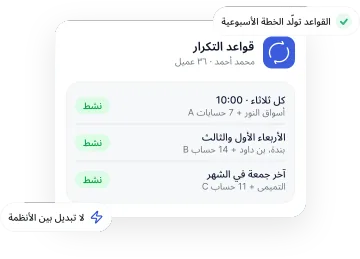 القواعد تولّد الخطة الأسبوعية
قواعد التكرار
محمد أحمد · ٣٦ عميل
كل ثلاثاء · 10:00
أسواق النور + 7 حسابات A
نشط
الأربعاء الأول والثالث
بندة، بن داود + 14 حساب B
نشط
آخر جمعة في الشهر
التميمي + 11 حساب C
نشط
لا تبديل بين الأنظمة